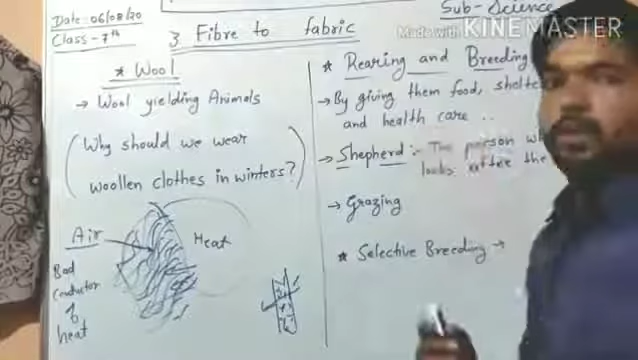 Date:-06/08/20
Class-7th
Sub-Science
Made with KINEMASTER
3 Fibre to fabric
* Wool
→ Wool yielding Animals
(Why should we wear
woollen clothes in winters?)
Air
Heat
Bad
Conductor
of
heat
* Rearing and Breeding
→ By giving them food, shelte
and health care ..
→ Shepherd :- The person wh
looks after the
→ Grazing
* Selective Breeding →